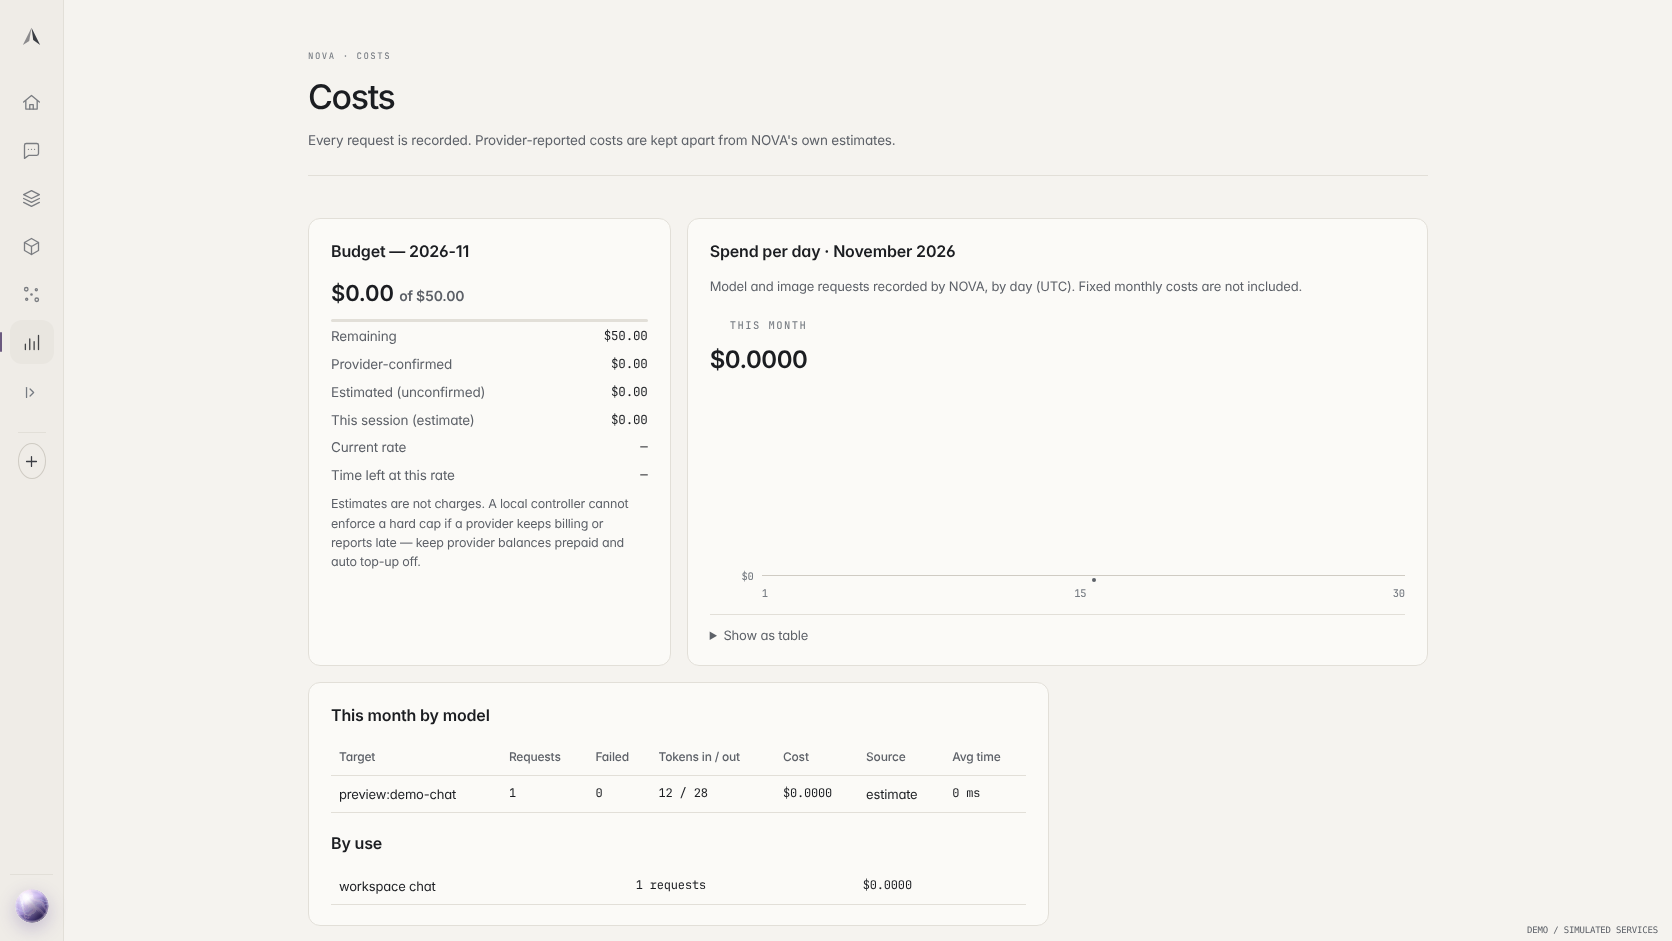 NOVA · COSTS
Costs
Every request is recorded. Provider-reported costs are kept apart from NOVA's own estimates.
Budget — 2026-11
$0.00 of $50.00
Remaining $50.00
Provider-confirmed $0.00
Estimated (unconfirmed) $0.00
This session (estimate) $0.00
Current rate —
Time left at this rate —
Estimates are not charges. A local controller cannot
enforce a hard cap if a provider keeps billing or
reports late — keep provider balances prepaid and
auto top-up off.
Spend per day · November 2026
Model and image requests recorded by NOVA, by day (UTC). Fixed monthly costs are not included.
THIS MONTH
$0.0000
$0
1 15 30
Show as table
This month by model
Target Requests Failed Tokens in / out Cost Source Avg time
preview:demo-chat 1 0 12 / 28 $0.0000 estimate 0 ms
By use
workspace chat 1 requests $0.0000
DEMO / SIMULATED SERVICES